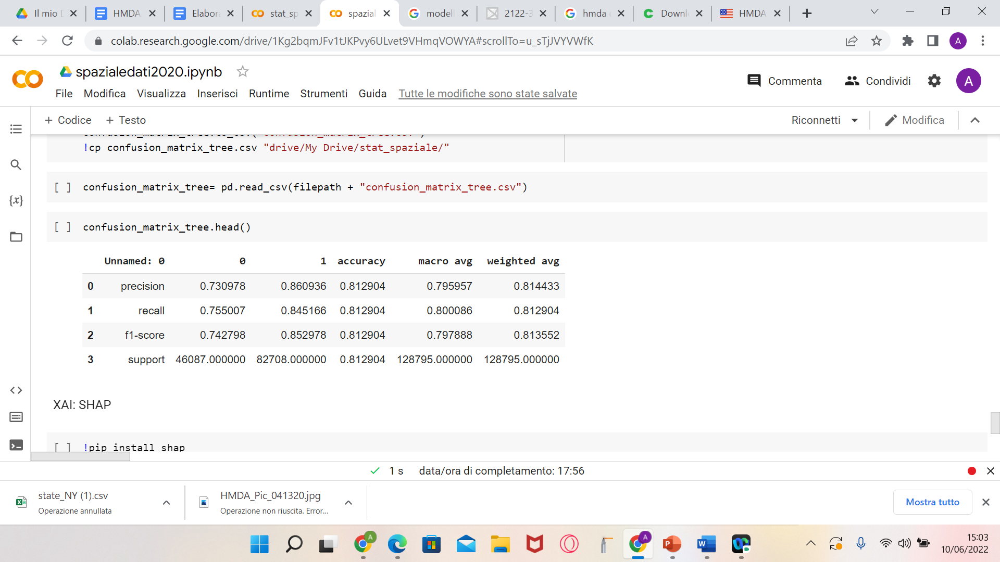 Il mio D
HMDA
Elabora
stat_sp
spazial
modell
2122-3
hmda
Downl
HMDA
colab.research.google.com/drive/1Kg2bqmJFv1tJKPvy6ULvet9VHmqVOWYA#scrollTo=u_sTjJVYVWfK
A
spazialedati2020.ipynb
Commenta
Condividi
A
File Modifica Visualizza Inserisci Runtime Strumenti Guida Tutte le modifiche sono state salvate
+ Codice + Testo
Riconnetti
Modifica
confusion_matrix_tree.to_csv("confusion_matrix_tree.csv")
!cp confusion_matrix_tree.csv "drive/My Drive/stat_spaziale/"
[ ] confusion_matrix_tree= pd.read_csv(filepath + "confusion_matrix_tree.csv")
[ ] confusion_matrix_tree.head()
Unnamed: 0 0 1 accuracy macro avg weighted avg
0 precision 0.730978 0.860936 0.812904 0.795957 0.814433
1 recall 0.755007 0.845166 0.812904 0.800086 0.812904
2 f1-score 0.742798 0.852978 0.812904 0.797888 0.813552
3 support 46087.000000 82708.000000 0.812904 128795.000000 128795.000000
XAI: SHAP
[ ] !pip install shap
1 s data/ora di completamento: 17:56
state_NY (1).csv
Operazione annullata
HMDA_Pic_041320.jpg
Operazione non riuscita. Error...
Mostra tutto
15:03
10/06/2022